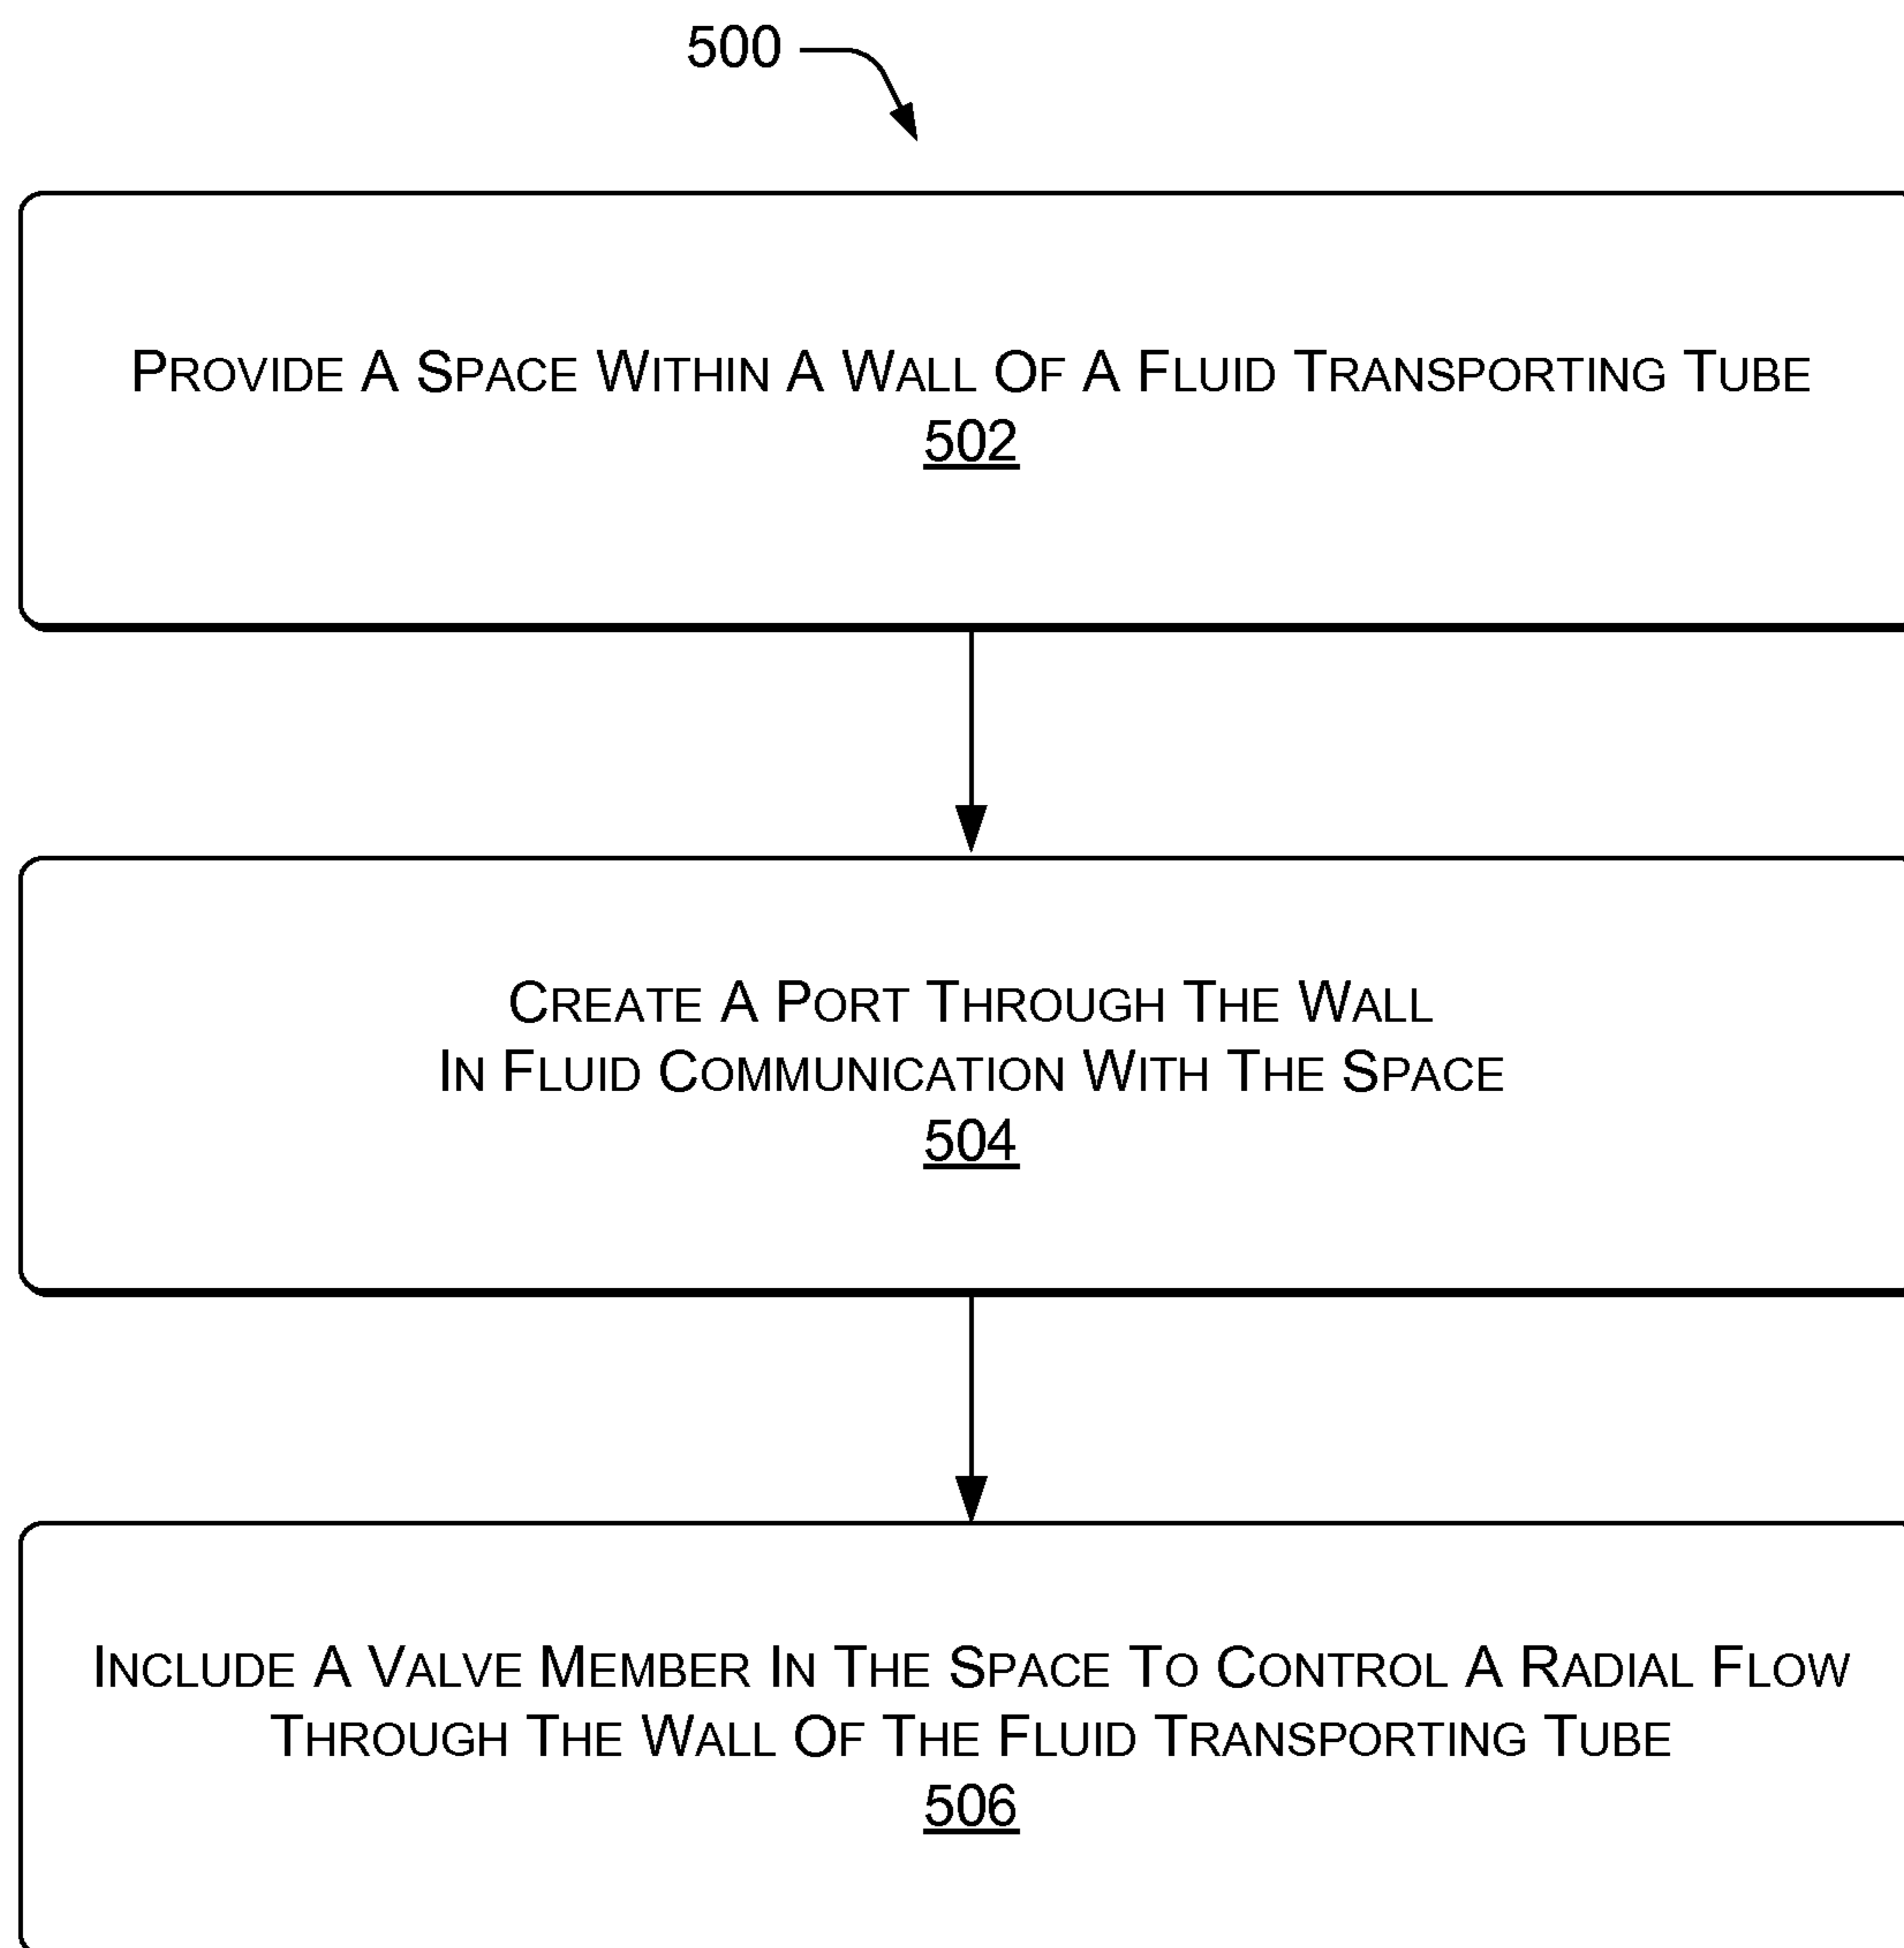 500
PROVIDE A SPACE WITHIN A WALL OF A FLUID TRANSPORTING TUBE
502
CREATE A PORT THROUGH THE WALL
IN FLUID COMMUNICATION WITH THE SPACE
504
INCLUDE A VALVE MEMBER IN THE SPACE TO CONTROL A RADIAL FLOW
THROUGH THE WALL OF THE FLUID TRANSPORTING TUBE
506